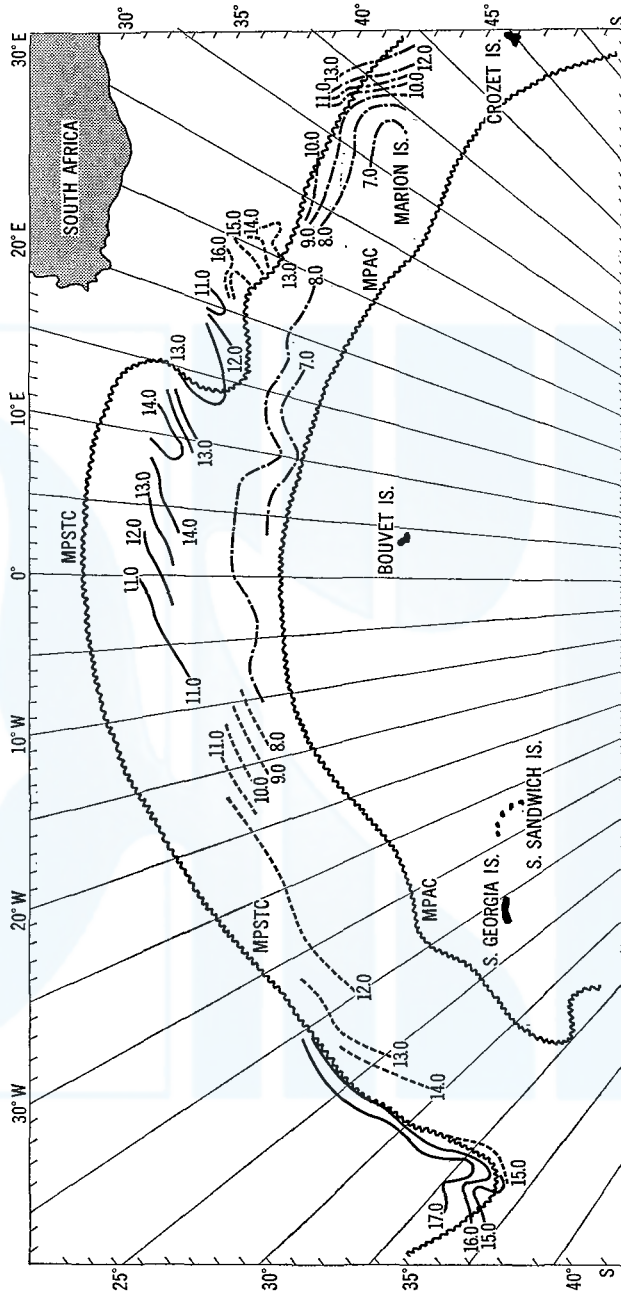 30° E
20° E
10° E
0°
10° W
20° W
30° W
30°
35°
40°
45°
S
25°
30°
35°
40°
S
SOUTH AFRICA
CROZET IS.
MARION IS.
MPAC
BOUVET IS.
MPSTC
MPSTC
MPAC
S. GEORGIA IS.
S. SANDWICH IS.
13.0
11.0
12.0
10.0
10.0
7.0
9.0
8.0
16.0
15.0
14.0
13.0
8.0
11.0
13.0
12.0
7.0
14.0
13.0
13.0
14.0
12.0
11.0
11.0
11.0
10.0
9.0
8.0
12.0
13.0
14.0
17.0
16.0
15.0
15.0